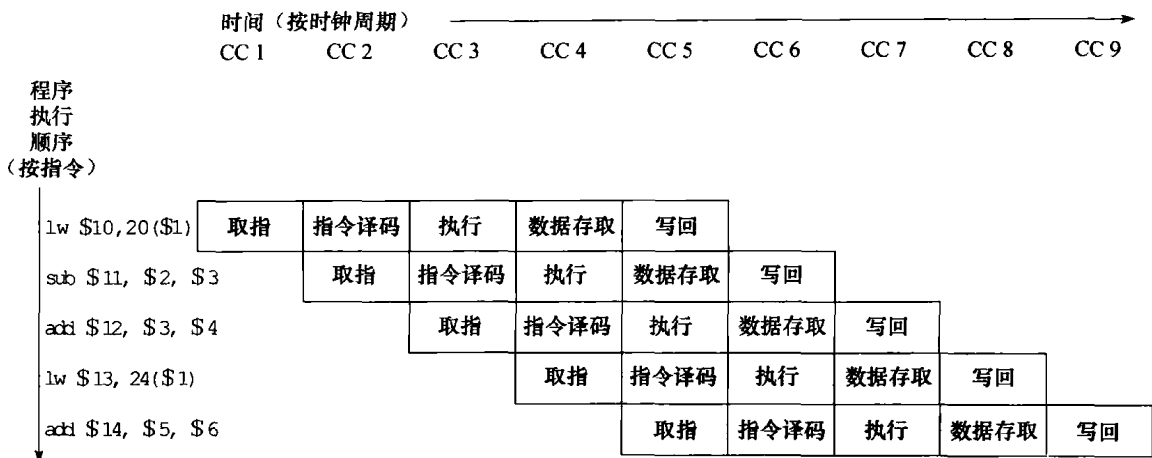 时间（按时钟周期）
CC 1 CC 2 CC 3 CC 4 CC 5 CC 6 CC 7 CC 8 CC 9
程序
执行
顺序
（按指令）
lw $10,20($1) 取指 指令译码 执行 数据存取 写回
sub $11, $2, $3 取指 指令译码 执行 数据存取 写回
add $12, $3, $4 取指 指令译码 执行 数据存取 写回
lw $13, 24($1) 取指 指令译码 执行 数据存取 写回
add $14, $5, $6 取指 指令译码 执行 数据存取 写回